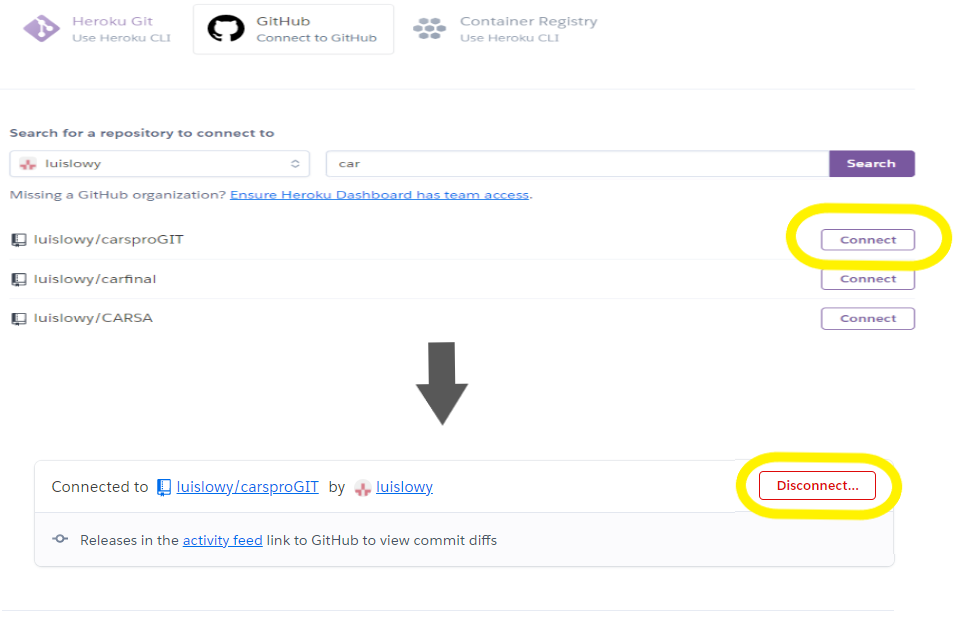 Heroku Git
Use Heroku CLI
GitHub
Connect to GitHub
Container Registry
Use Heroku CLI
Search for a repository to connect to
luislowy
car
Search
Missing a GitHub organization? Ensure Heroku Dashboard has team access.
luislowy/carsproGIT
Connect
luislowy/carfinal
Connect
luislowy/CARSA
Connect
Connected to luislowy/carsproGIT by luislowy
Disconnect...
Releases in the activity feed link to GitHub to view commit diffs